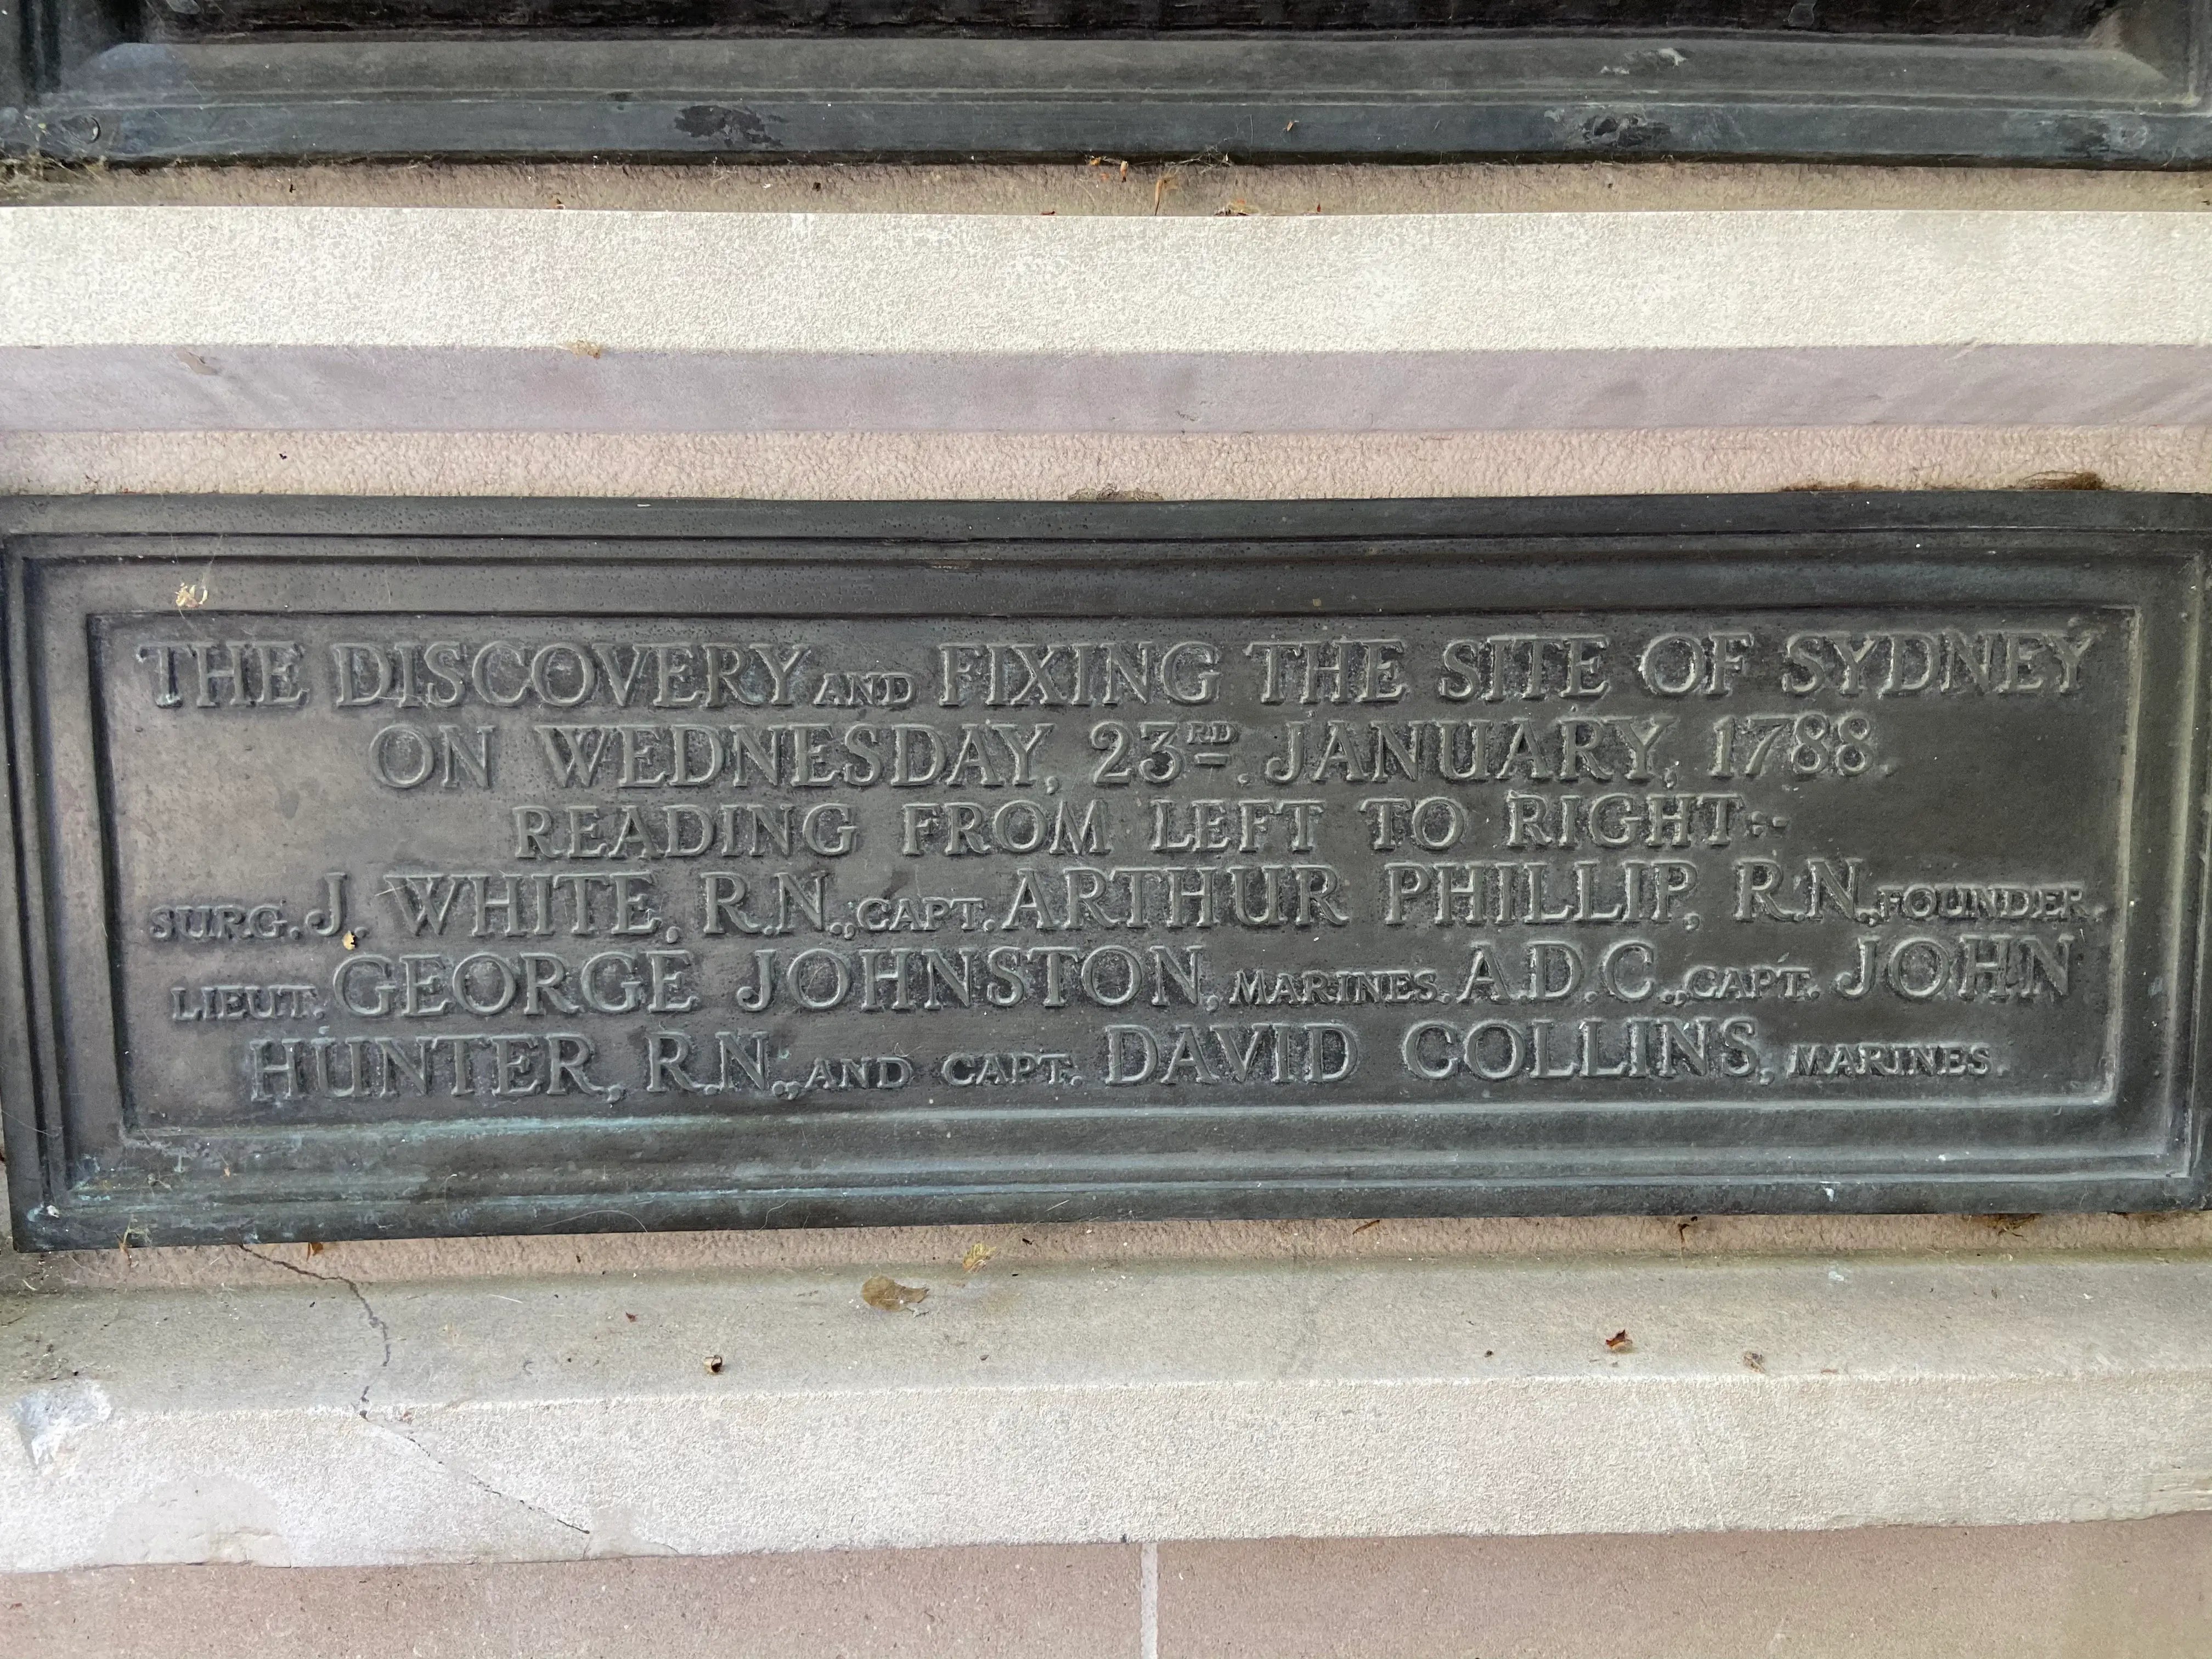 THE DISCOVERY AND FIXING THE SITE OF SYDNEY
ON WEDNESDAY, 23RD. JANUARY, 1788.
READING FROM LEFT TO RIGHT:-
SURG. J. WHITE, R.N., CAPT. ARTHUR PHILLIP, R.N., FOUNDER,
LIEUT. GEORGE JOHNSTON, MARINES. A.D.C., CAPT. JOHN
HUNTER, R.N., AND CAPT. DAVID COLLINS, MARINES.